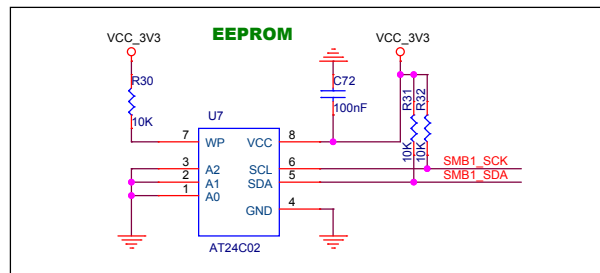 EEPROM
VCC_3V3
VCC_3V3
R30
10K
C72
100nF
R31
R32
10K
10K
U7
7 WP
VCC 8
3 A2
SCL 6
2 A1
SDA 5
1 A0
GND 4
SMB1_SCK
SMB1_SDA
AT24C02